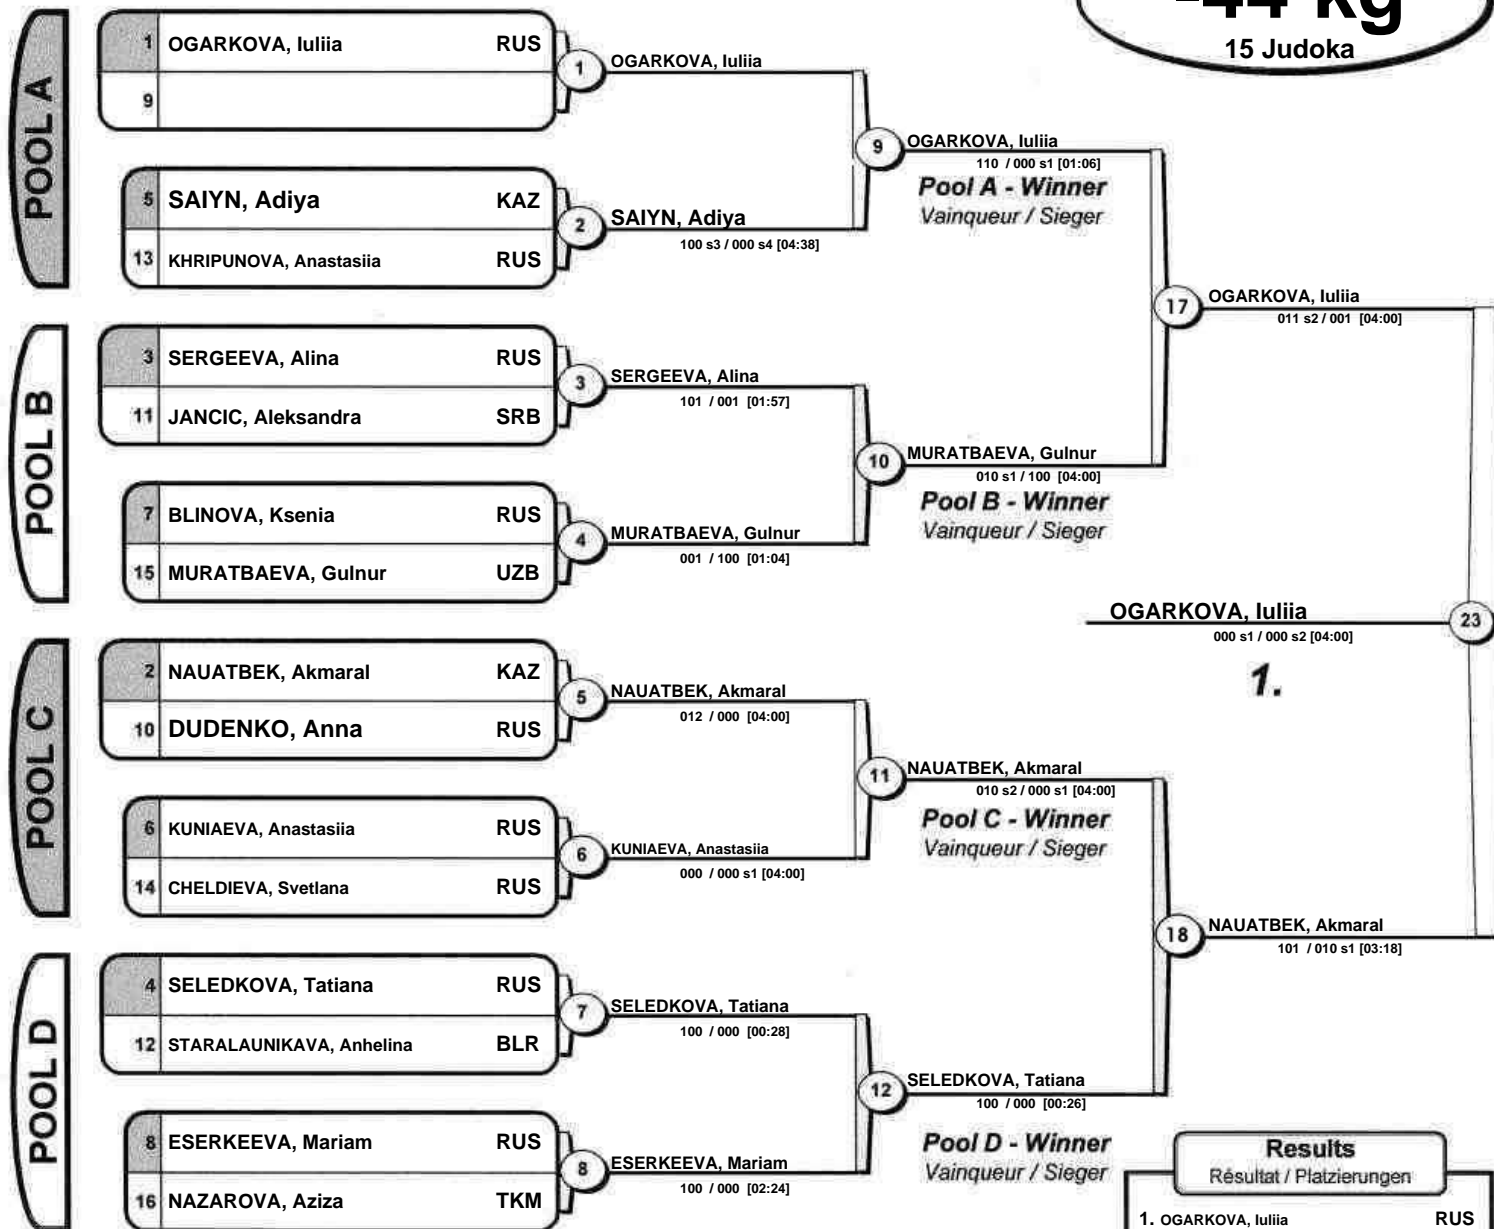 -44 kg
15 Judoka
POOL A
1 OGARKOVA, Iuliia RUS
9
1
OGARKOVA, Iuliia
5 SAIYN, Adiya KAZ
13 KHRIPUNOVA, Anastasiia RUS
2
SAIYN, Adiya
100 s3 / 000 s4 [04:38]
9
OGARKOVA, Iuliia
110 / 000 s1 [01:06]
Pool A - Winner
Vainqueur / Sieger
POOL B
3 SERGEEVA, Alina RUS
11 JANCIC, Aleksandra SRB
3
SERGEEVA, Alina
101 / 001 [01:57]
7 BLINOVA, Ksenia RUS
15 MURATBAEVA, Gulnur UZB
4
MURATBAEVA, Gulnur
001 / 100 [01:04]
10
MURATBAEVA, Gulnur
010 s1 / 100 [04:00]
Pool B - Winner
Vainqueur / Sieger
17
OGARKOVA, Iuliia
011 s2 / 001 [04:00]
OGARKOVA, Iuliia
000 s1 / 000 s2 [04:00]
1.
23
POOL C
2 NAUATBEK, Akmaral KAZ
10 DUDENKO, Anna RUS
5
NAUATBEK, Akmaral
012 / 000 [04:00]
6 KUNIAEVA, Anastasiia RUS
14 CHELDIEVA, Svetlana RUS
6
KUNIAEVA, Anastasiia
000 / 000 s1 [04:00]
11
NAUATBEK, Akmaral
010 s2 / 000 s1 [04:00]
Pool C - Winner
Vainqueur / Sieger
18
NAUATBEK, Akmaral
101 / 010 s1 [03:18]
POOL D
4 SELEDKOVA, Tatiana RUS
12 STARALAUNIKAVA, Anhelina BLR
7
SELEDKOVA, Tatiana
100 / 000 [00:28]
8 ESERKEEVA, Mariam RUS
16 NAZAROVA, Aziza TKM
8
ESERKEEVA, Mariam
100 / 000 [02:24]
12
SELEDKOVA, Tatiana
100 / 000 [00:26]
Pool D - Winner
Vainqueur / Sieger
Results
Résultat / Platzierungen
1. OGARKOVA, Iuliia RUS